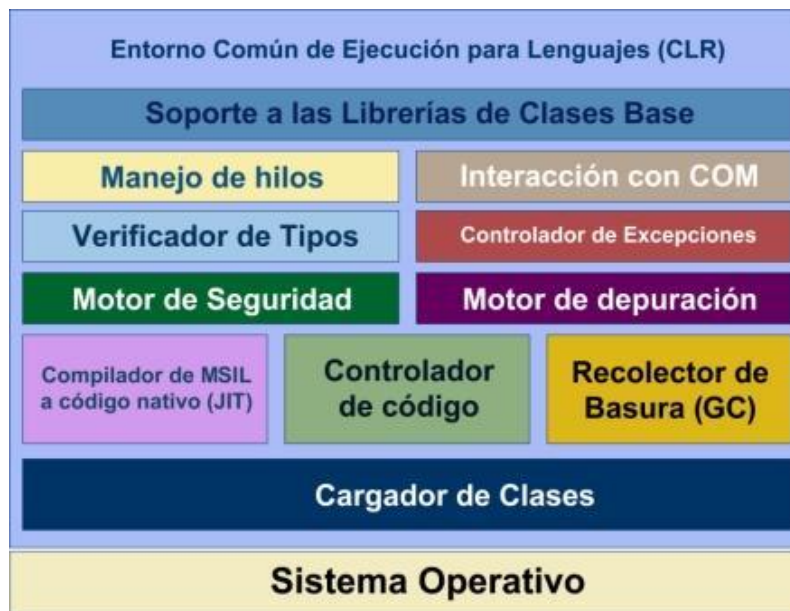 Entorno Común de Ejecución para Lenguajes (CLR)
Soporte a las Librerías de Clases Base
Manejo de hilos
Interacción con COM
Verificador de Tipos
Controlador de Excepciones
Motor de Seguridad
Motor de depuración
Compilador de MSIL
a código nativo (JIT)
Controlador
de código
Recolector de
Basura (GC)
Cargador de Clases
Sistema Operativo